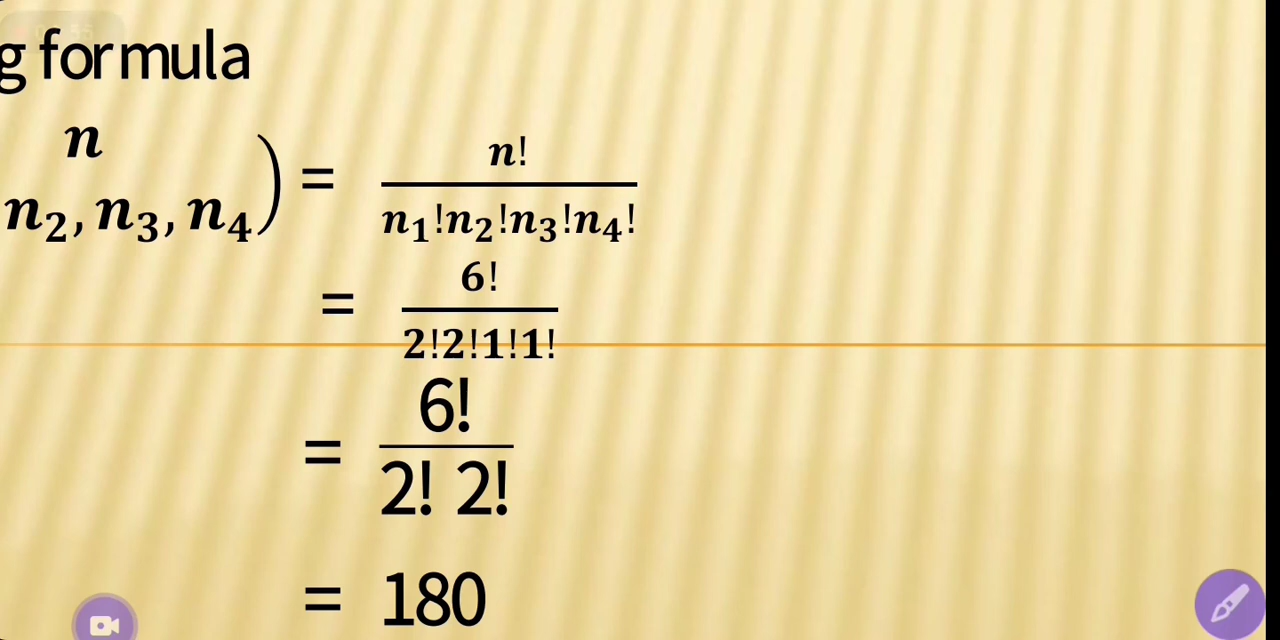 g formula
n
n₂, n₃, n₄) = n! / n₁!n₂!n₃!n₄!
= 6! / 2!2!1!1!
= 6! / 2! 2!
= 180